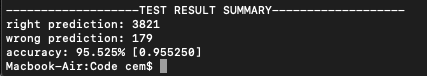 -------------------TEST RESULT SUMMARY-------------------
right prediction: 3821
wrong prediction: 179
accuracy: 95.525% [0.955250]
Macbook-Air:Code cem$